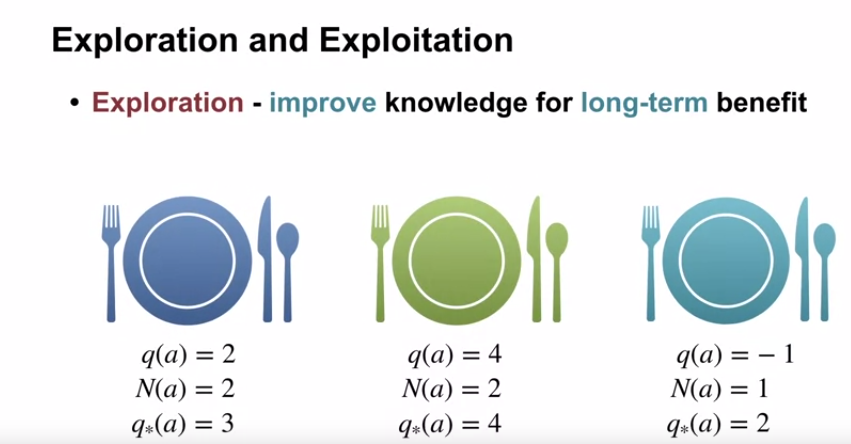 Exploration and Exploitation
• Exploration - improve knowledge for long-term benefit
q(a) = 2
N(a) = 2
q*(a) = 3
q(a) = 4
N(a) = 2
q*(a) = 4
q(a) = − 1
N(a) = 1
q*(a) = 2